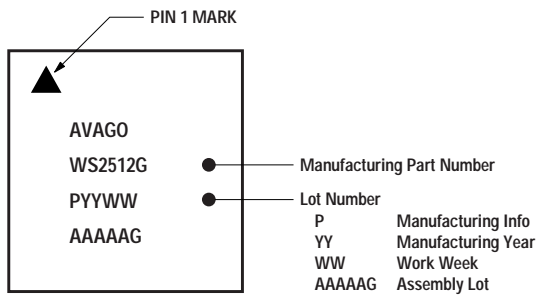 PIN 1 MARK
AVAGO
WS2512G
PYYWW
AAAAAG
Manufacturing Part Number
Lot Number
P Manufacturing Info
YY Manufacturing Year
WW Work Week
AAAAAG Assembly Lot